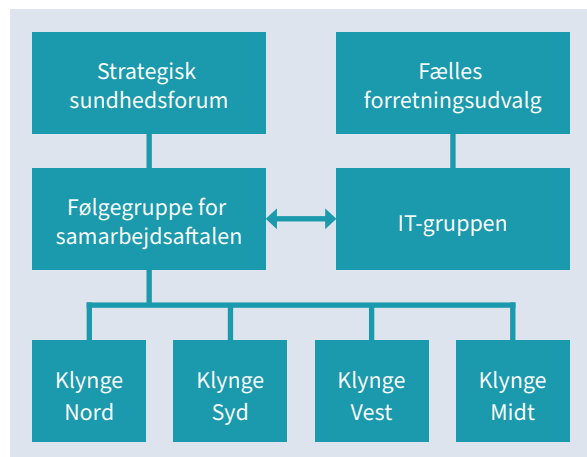 Strategisk
sundhedsforum
Fælles
forretningsudvalg
Følgegruppe for
samarbejdsaftalen
IT-gruppen
Klynge
Nord
Klynge
Syd
Klynge
Vest
Klynge
Midt